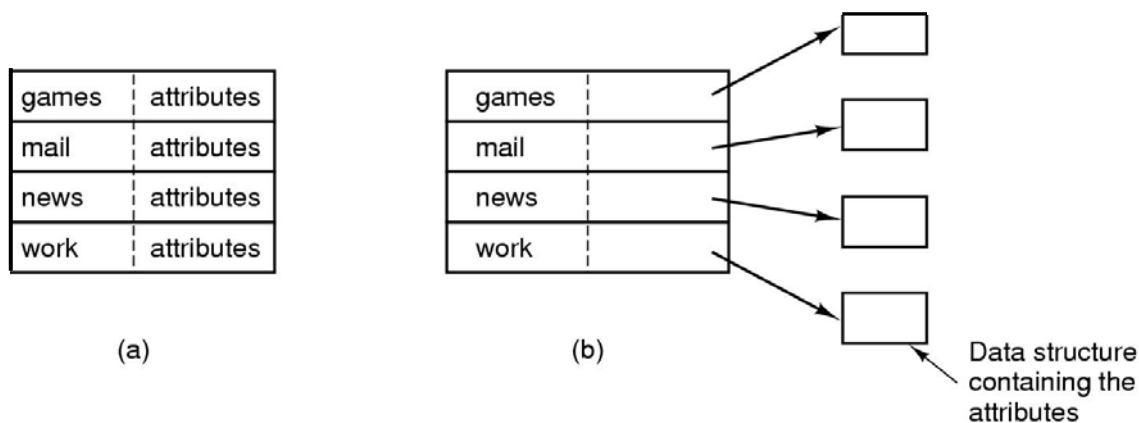 games attributes
mail attributes
news attributes
work attributes
(a)
games
mail
news
work
(b)
Data structure
containing the
attributes